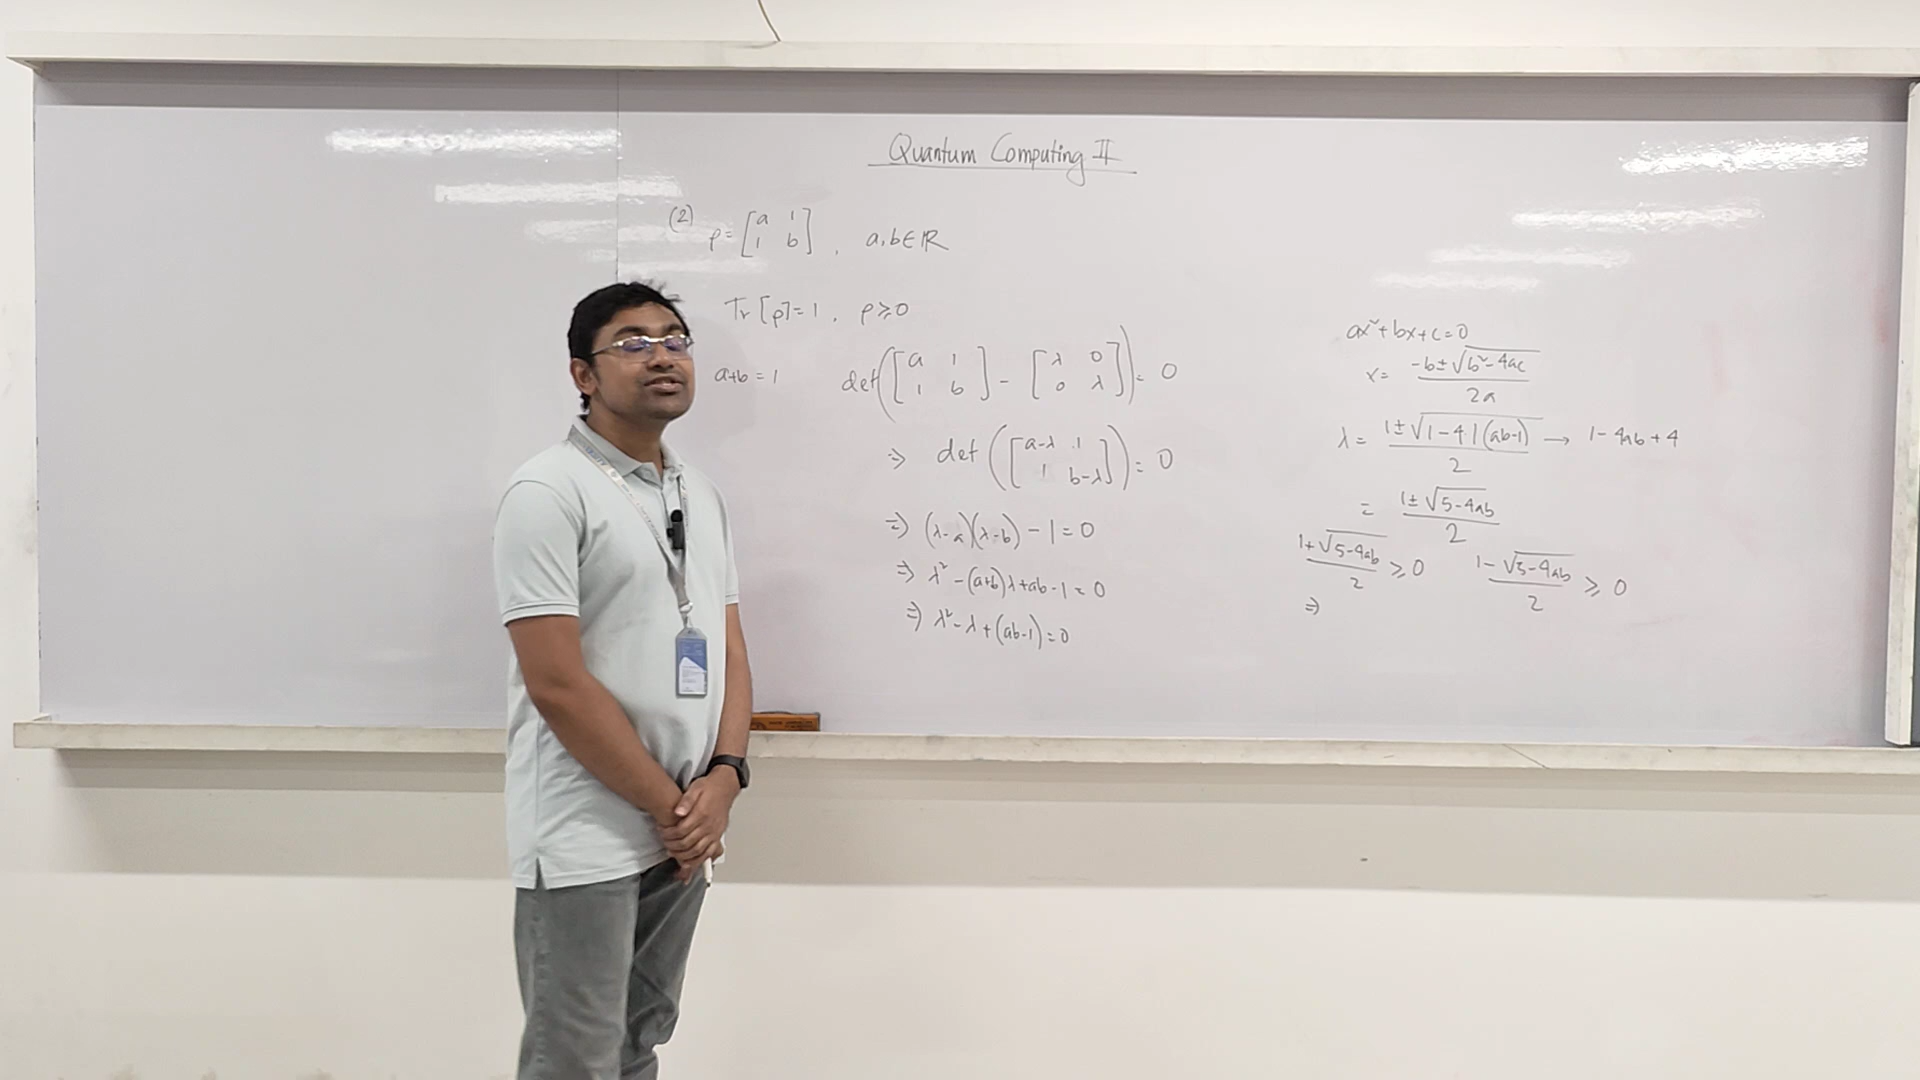 Quantum Computing II
(2) ρ = [a 1; 1 b], a,b∈ℝ
Tr[ρ]=1, ρ⩾0
a+b=1
det([a 1; 1 b] - [λ 0; 0 λ]) = 0
⇒ det([a-λ 1; 1 b-λ]) = 0
⇒ (λ-a)(λ-b) - 1 = 0
⇒ λ² - (a+b)λ + ab - 1 = 0
⇒ λ² - λ + (ab-1) = 0
ax² + bx + c = 0
x = (-b ± √(b² - 4ac)) / 2a
λ = (1 ± √(1 - 4 1(ab-1))) / 2 → 1 - 4ab + 4
= (1 ± √(5 - 4ab)) / 2
(1 + √(5 - 4ab)) / 2 ⩾ 0
(1 - √(5 - 4ab)) / 2 ⩾ 0
⇒